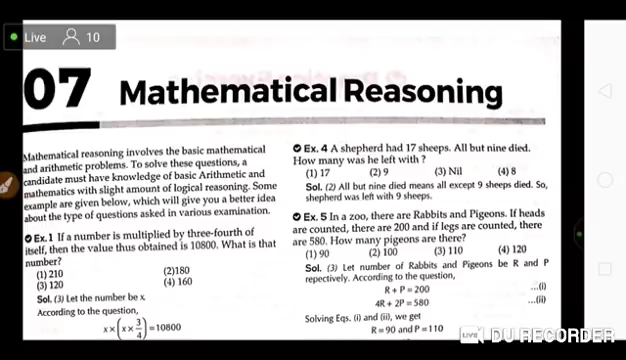 Live 10
07 Mathematical Reasoning
Mathematical reasoning involves the basic mathematical
and arithmetic problems. To solve these questions, a
candidate must have knowledge of basic Arithmetic and
mathematics with slight amount of logical reasoning. Some
example are given below, which will give you a better idea
about the type of questions asked in various examination.
Ex. 1 If a number is multiplied by three-fourth of
itself, then the value thus obtained is 10800. What is that
number?
(1) 210 (2)180
(3) 120 (4) 160
Sol. (3) Let the number be x.
According to the question,
x×(x×3/4)=10800
Ex. 4 A shepherd had 17 sheeps. All but nine died.
How many was he left with ?
(1) 17 (2) 9 (3) Nil (4) 8
Sol. (2) All but nine died means all except 9 sheeps died. So,
shepherd was left with 9 sheeps.
Ex. 5 In a zoo, there are Rabbits and Pigeons. If heads
are counted, there are 200 and if legs are counted, there
are 580. How many pigeons are there?
(1) 90 (2) 100 (3) 110 (4) 120
Sol. (3) Let number of Rabbits and Pigeons be R and P
repectively. According to the question,
R + P = 200 ...(i)
4R + 2P = 580 ...(ii)
Solving Eqs. (i) and (ii), we get
R = 90 and P = 110
LIVE DU RECORDER